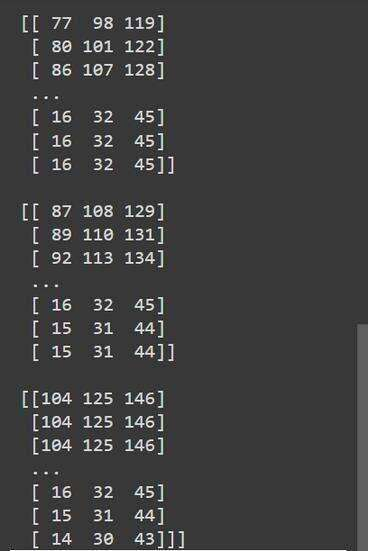 [[ 77  98 119]
[ 80 101 122]
[ 86 107 128]
...
[ 16  32  45]
[ 16  32  45]
[ 16  32  45]]
[[ 87 108 129]
[ 89 110 131]
[ 92 113 134]
...
[ 16  32  45]
[ 15  31  44]
[ 15  31  44]]
[[104 125 146]
[104 125 146]
[104 125 146]
...
[ 16  32  45]
[ 15  31  44]
[ 14  30  43]]]